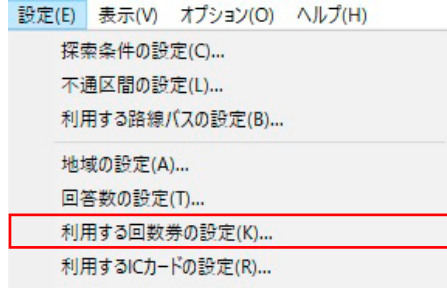 設定(E) 表示(V) オプション(O) ヘルプ(H)
探索条件の設定(C)...
不通区間の設定(L)...
利用する路線バスの設定(B)...
地域の設定(A)...
回答数の設定(T)...
利用する回数券の設定(K)...
利用するICカードの設定(R)...